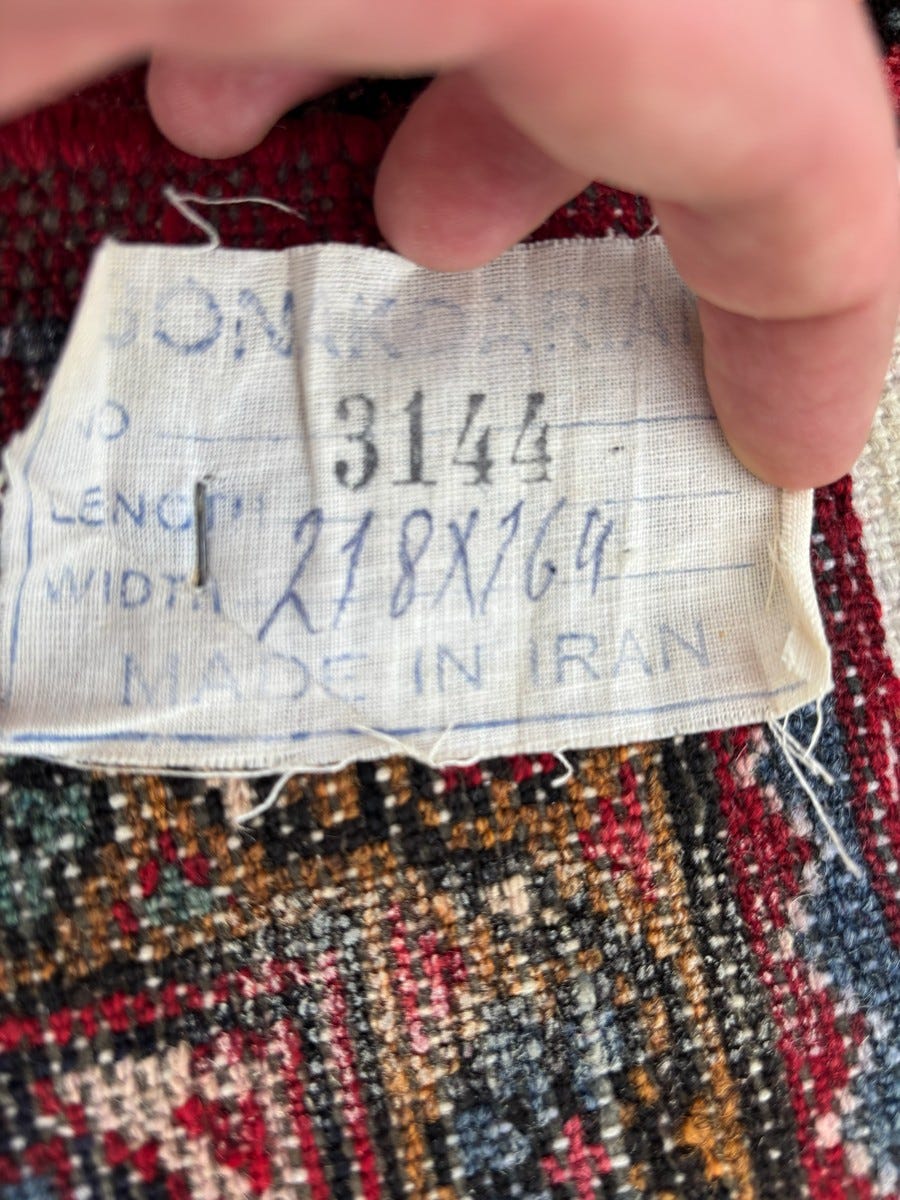 3144
LENGTH
218X164
WIDTH
MADE IN IRAN